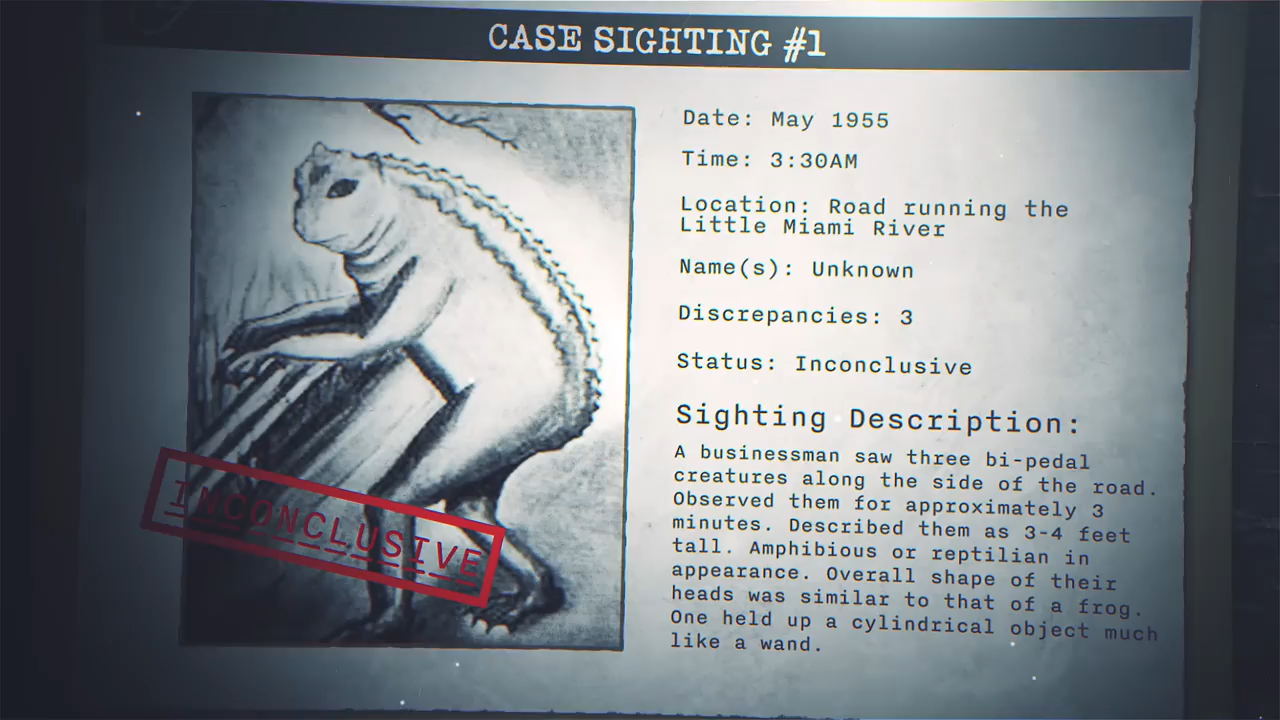 CASE SIGHTING #1
Date: May 1955
Time: 3:30AM
Location: Road running the
Little Miami River
Name(s): Unknown
Discrepancies: 3
Status: Inconclusive
Sighting Description:
A businessman saw three bi-pedal
creatures along the side of the road.
Observed them for approximately 3
minutes. Described them as 3-4 feet
tall. Amphibious or reptilian in
appearance. Overall shape of their
heads was similar to that of a frog.
One held up a cylindrical object much
like a wand.
INCONCLUSIVE